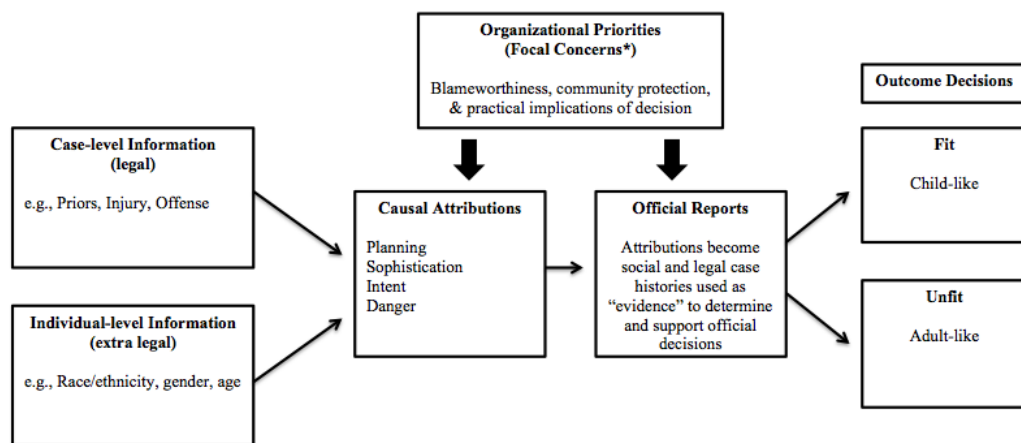 Organizational Priorities
(Focal Concerns*)
Blameworthiness, community protection,
& practical implications of decision
Outcome Decisions
Case-level Information
(legal)
e.g., Priors, Injury, Offense
Individual-level Information
(extra legal)
e.g., Race/ethnicity, gender, age
Causal Attributions
Planning
Sophistication
Intent
Danger
Official Reports
Attributions become
social and legal case
histories used as
“evidence” to determine
and support official
decisions
Fit
Child-like
Unfit
Adult-like